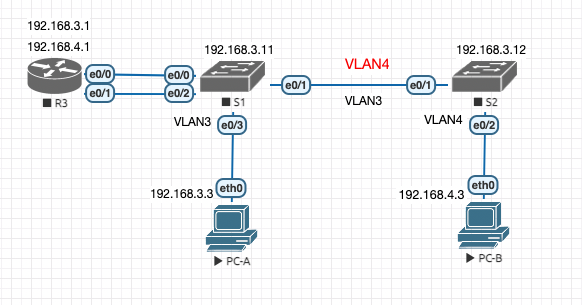 192.168.3.1
192.168.4.1
192.168.3.11
192.168.3.12
VLAN4
e0/0
e0/0
e0/1
e0/2
e0/1
e0/1
R3
S1
VLAN3
S2
VLAN3
e0/3
VLAN4
e0/2
192.168.3.3
eth0
192.168.4.3
eth0
PC-A
PC-B